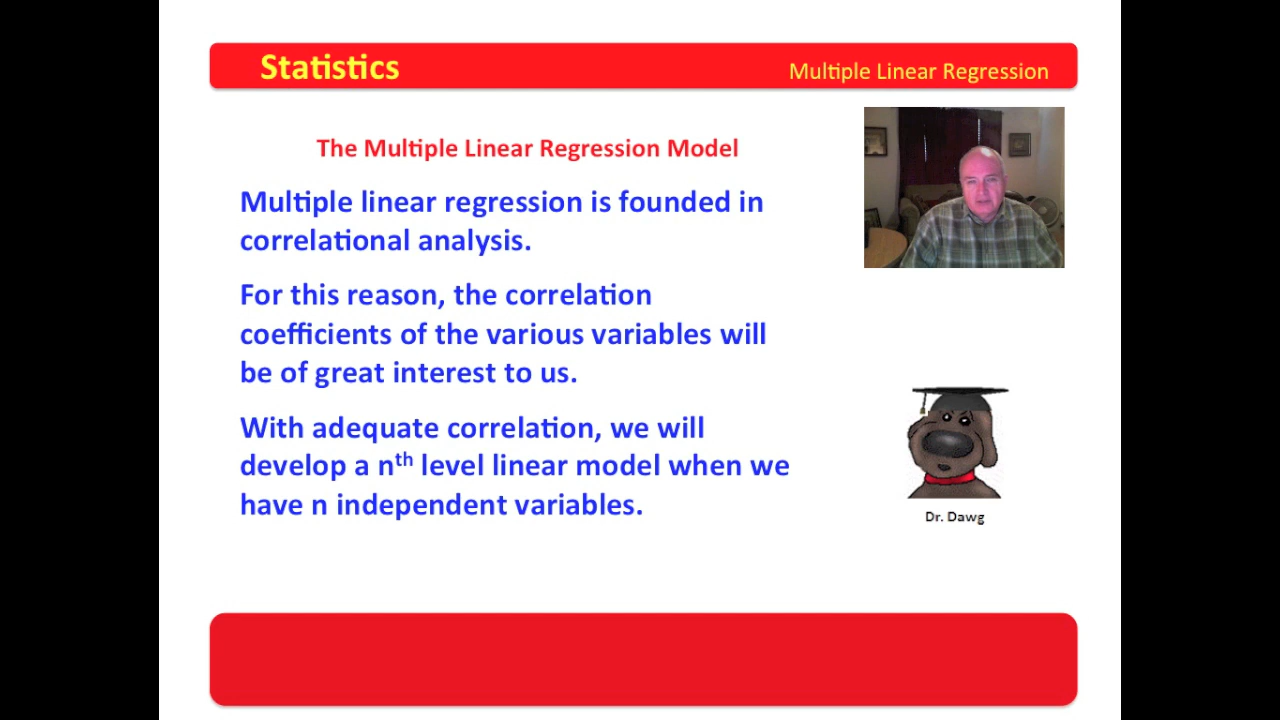 Statistics
Multiple Linear Regression
The Multiple Linear Regression Model
Multiple linear regression is founded in
correlational analysis.
For this reason, the correlation
coefficients of the various variables will
be of great interest to us.
With adequate correlation, we will
develop a nth level linear model when we
have n independent variables.
Dr. Dawg